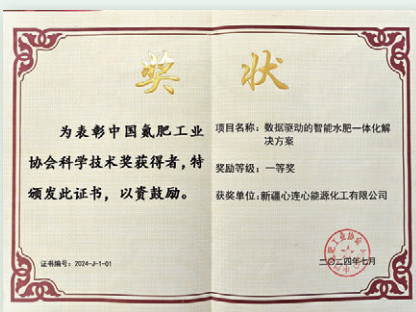 奖状
为表彰中国氮肥工业
协会科学技术奖获得者，特
颁发此证书，以资鼓励。
证书编号：2024-J-1-01
项目名称：数据驱动的智能水肥一体化解
决方案
奖励等级：一等奖
获奖单位：新疆心连心能源化工有限公司
二〇二四年七月